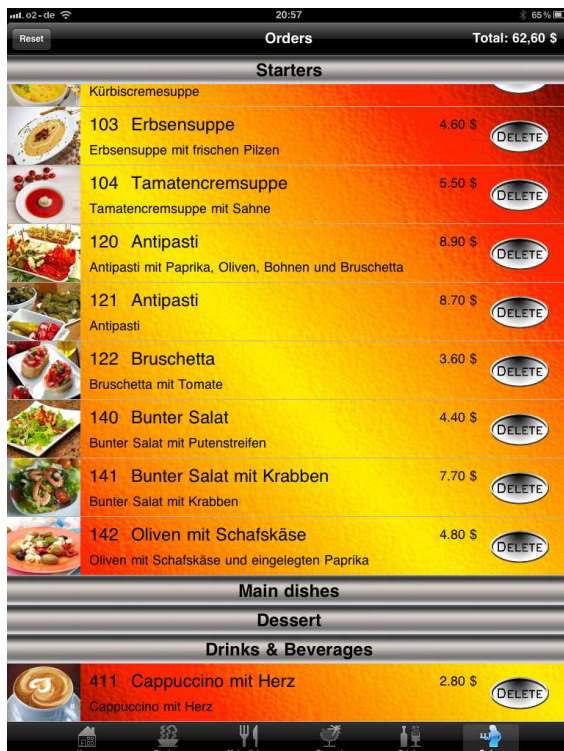 o2-de 20:57 65%
Reset Orders Total: 62,60 $
Starters
Kürbiscremesuppe
103 Erbsensuppe 4.60 $ DELETE
Erbsensuppe mit frischen Pilzen
104 Tamatencremsuppe 5.50 $ DELETE
Tamatencremsuppe mit Sahne
120 Antipasti 8.90 $ DELETE
Antipasti mit Paprika, Oliven, Bohnen und Bruschetta
121 Antipasti 8.70 $ DELETE
Antipasti
122 Bruschetta 3.60 $ DELETE
Bruschetta mit Tomate
140 Bunter Salat 4.40 $ DELETE
Bunter Salat mit Putenstreifen
141 Bunter Salat mit Krabben 7.70 $ DELETE
Bunter Salat mit Krabben
142 Oliven mit Schafskäse 4.80 $ DELETE
Oliven mit Schafskäse und eingelegten Paprika
Main dishes
Dessert
Drinks & Beverages
411 Cappuccino mit Herz 2.80 $ DELETE
Cappuccino mit Herz